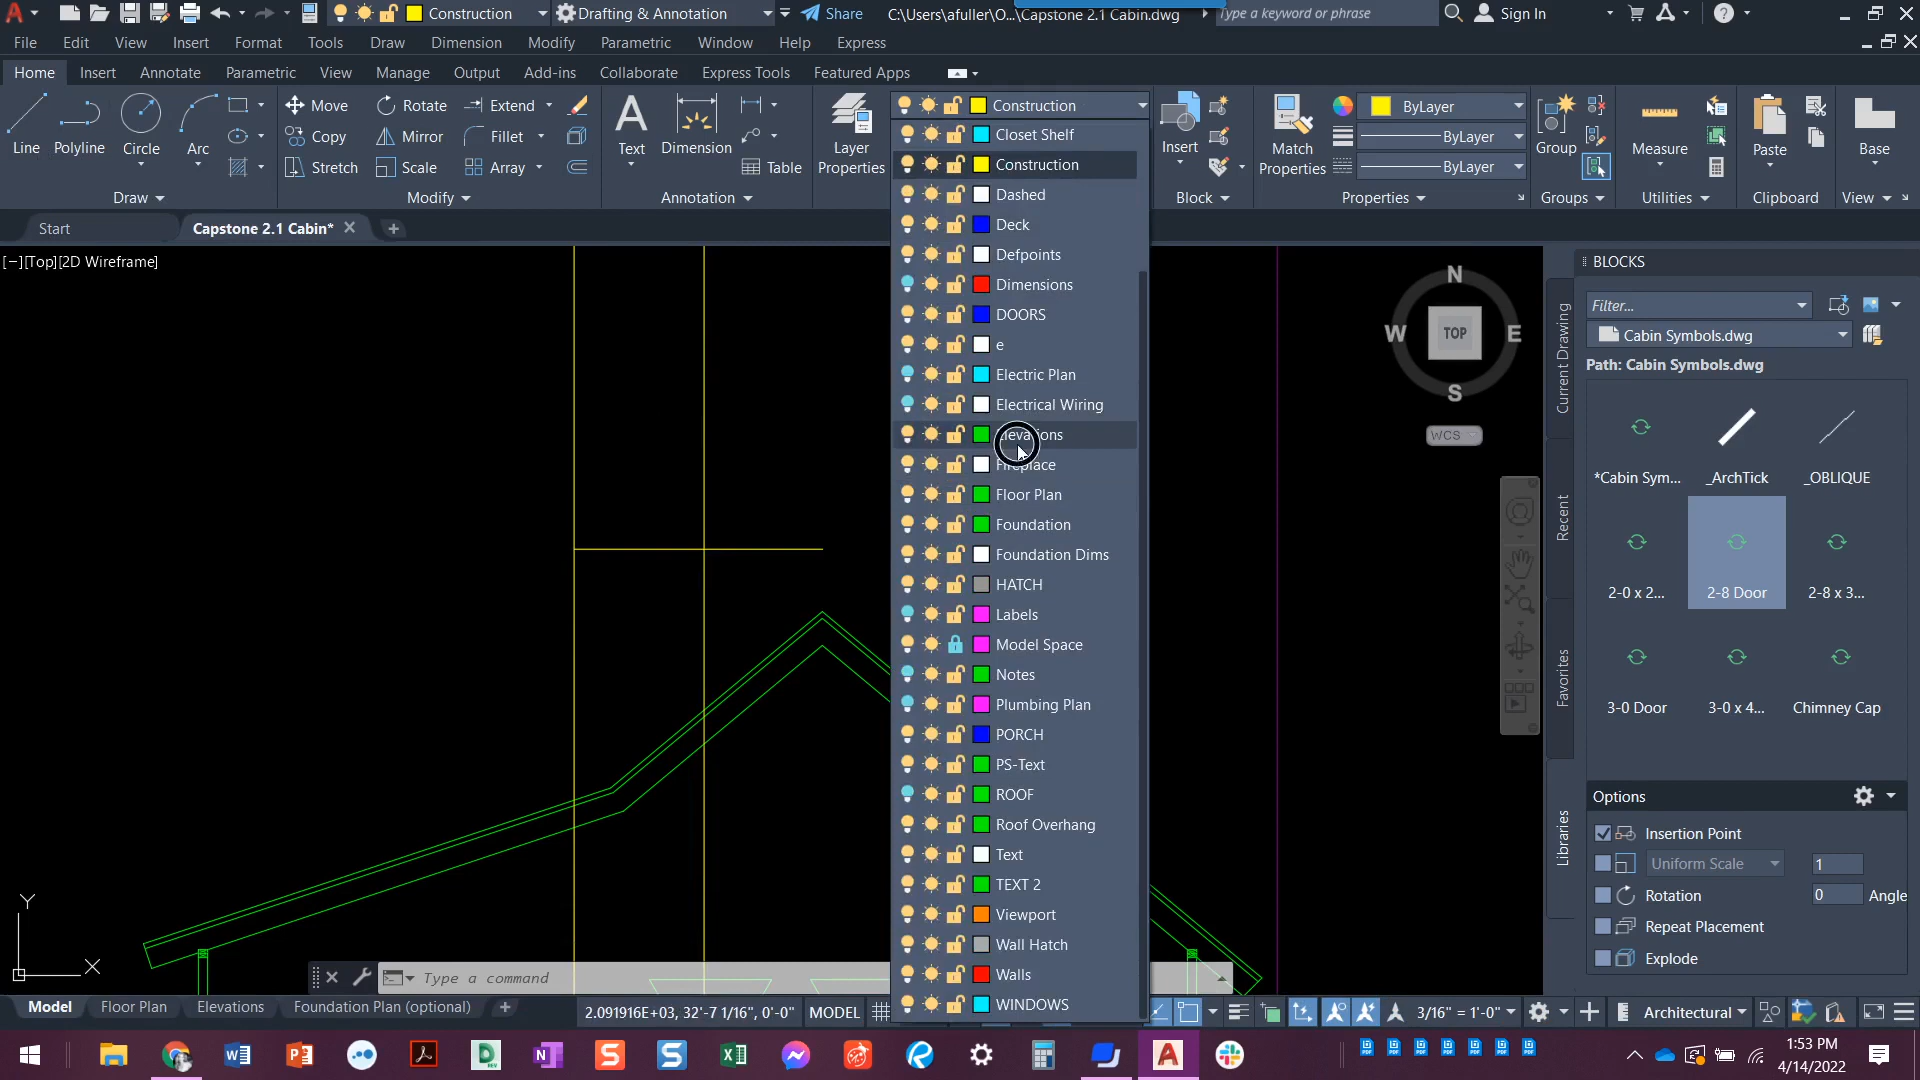 Construction
Drafting & Annotation
Share
C:\Users\afuller\O...\Capstone 2.1 Cabin.dwg
Type a keyword or phrase
Sign In
File Edit View Insert Format Tools Draw Dimension Modify Parametric Window Help Express
Home Insert Annotate Parametric View Manage Output Add-ins Collaborate Express Tools Featured Apps
Line
Polyline
Circle
Arc
Draw
Move
Rotate
Extend
Copy
Mirror
Fillet
Stretch
Scale
Array
Modify
Text
Dimension
Table
Annotation
Layer
Properties
Construction
Closet Shelf
Construction
Dashed
Deck
Defpoints
Dimensions
DOORS
e
Electric Plan
Electrical Wiring
Elevations
Fireplace
Floor Plan
Foundation
Foundation Dims
HATCH
Labels
Model Space
Notes
Plumbing Plan
PORCH
PS-Text
ROOF
Roof Overhang
Text
TEXT 2
Viewport
Wall Hatch
Walls
WINDOWS
Insert
Block
Match
Properties
ByLayer
ByLayer
ByLayer
Properties
Group
Groups
Measure
Utilities
Paste
Clipboard
Base
View
Start
Capstone 2.1 Cabin*
[−][Top][2D Wireframe]
N
W TOP E
S
WCS
BLOCKS
Filter...
Cabin Symbols.dwg
Path: Cabin Symbols.dwg
Current Drawing
Recent
Favorites
Libraries
*Cabin Sym...
_ArchTick
_OBLIQUE
2-0 x 2...
2-8 Door
2-8 x 3...
3-0 Door
3-0 x 4...
Chimney Cap
Options
Insertion Point
Uniform Scale 1
Rotation 0 Angle
Repeat Placement
Explode
Y
X
Type a command
Model Floor Plan Elevations Foundation Plan (optional)
2.091916E+03, 32'-7 1/16", 0'-0" MODEL
3/16" = 1'-0"
Architectural
1:53 PM
4/14/2022